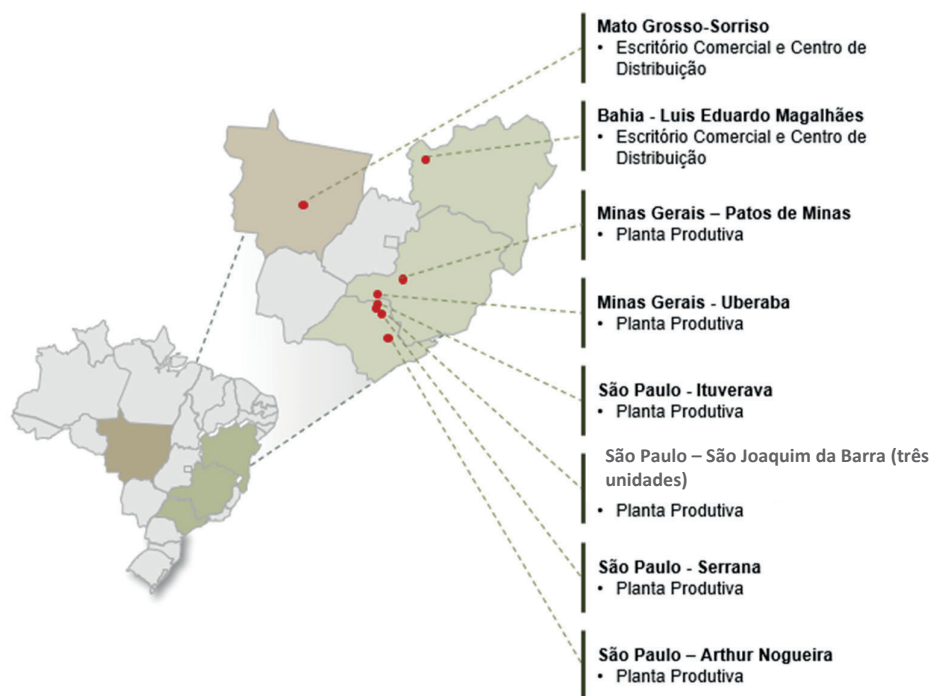 Mato Grosso-Sorriso
• Escritório Comercial e Centro de
Distribuição
Bahia - Luis Eduardo Magalhães
• Escritório Comercial e Centro de
Distribuição
Minas Gerais – Patos de Minas
• Planta Produtiva
Minas Gerais - Uberaba
• Planta Produtiva
São Paulo - Ituverava
• Planta Produtiva
São Paulo – São Joaquim da Barra (três
unidades)
• Planta Produtiva
São Paulo - Serrana
• Planta Produtiva
São Paulo – Arthur Nogueira
• Planta Produtiva